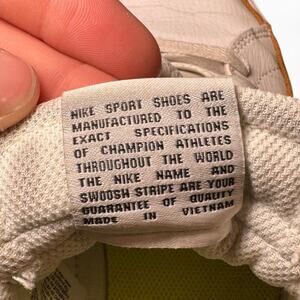 NIKE SPORT SHOES ARE
MANUFACTURED TO THE
EXACT SPECIFICATIONS
OF CHAMPION ATHLETES
THROUGHOUT THE WORLD
THE NIKE NAME AND
SWOOSH STRIPE ARE YOUR
GUARANTEE OF QUALITY
MADE IN VIETNAM